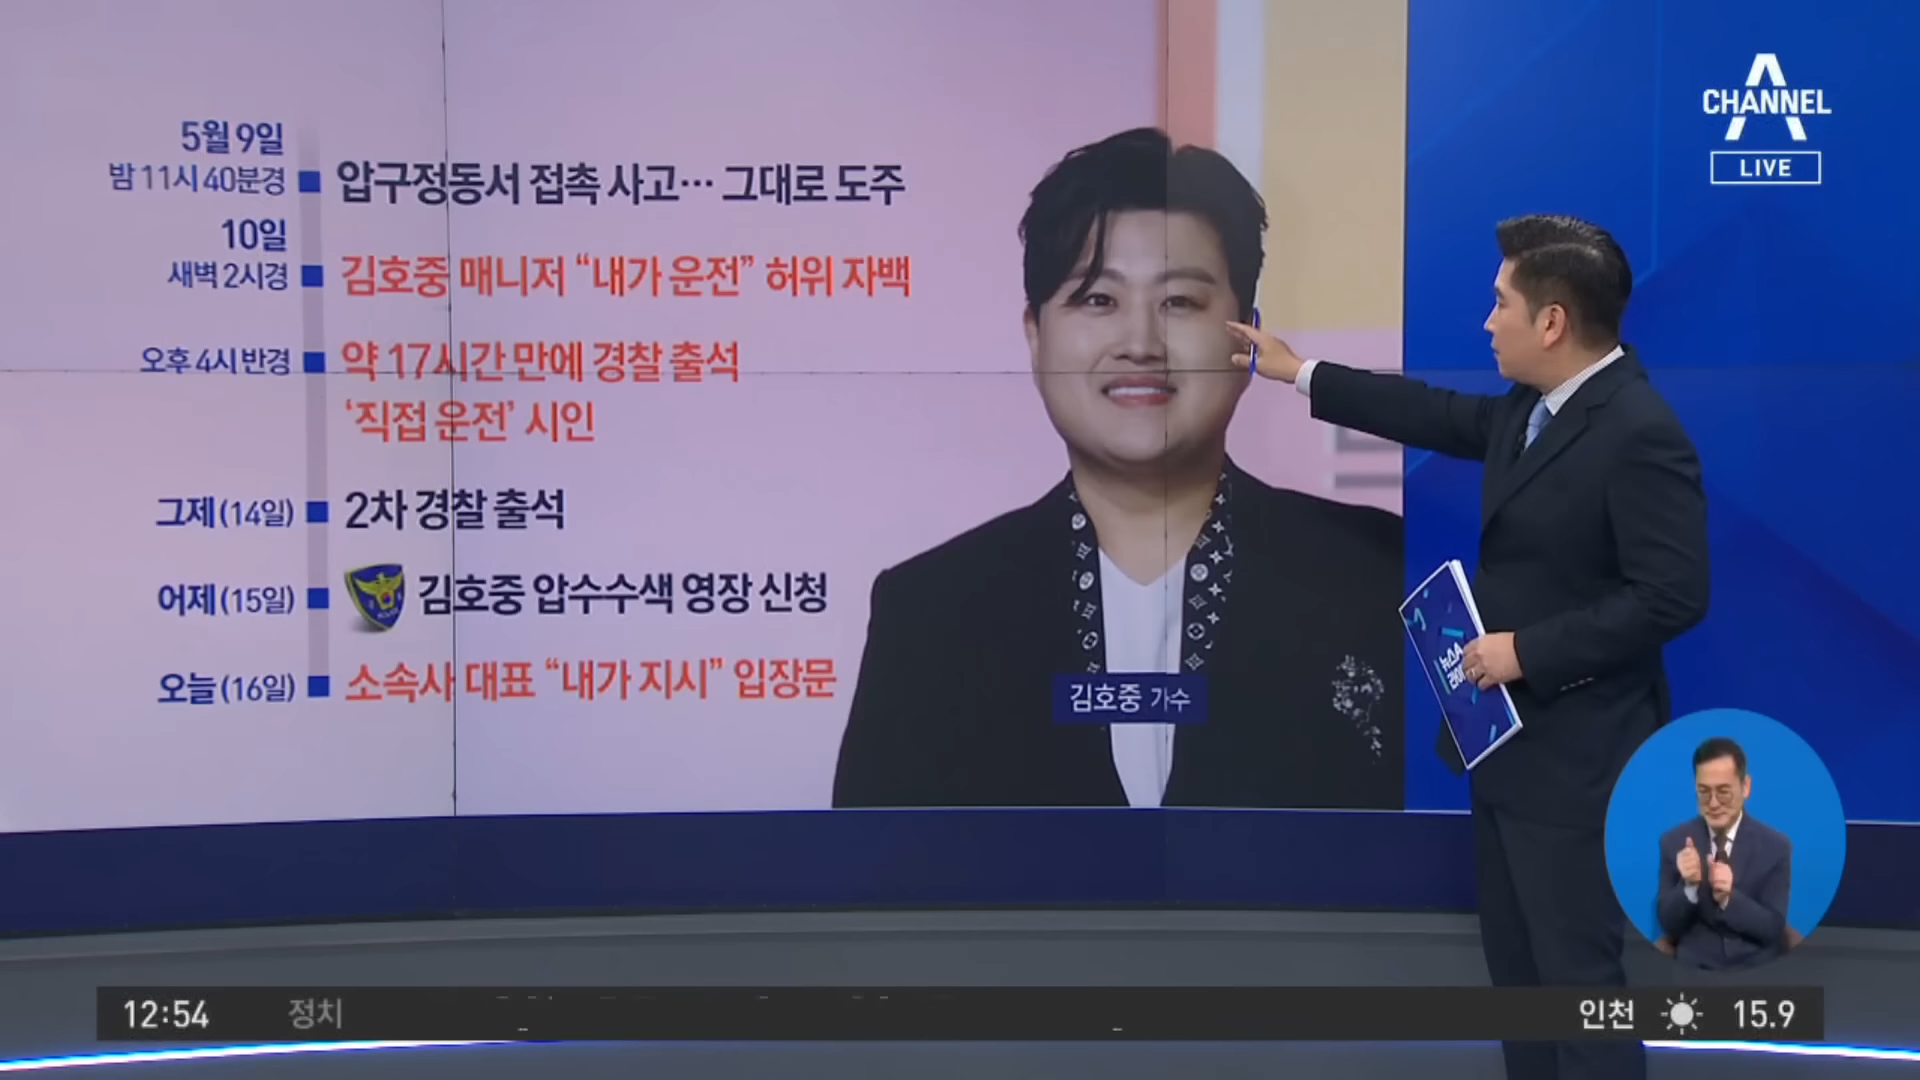 CHANNEL A
LIVE
5월 9일
밤 11시 40분경 압구정동서 접촉 사고… 그대로 도주
10일
새벽 2시경 김호중 매니저 “내가 운전” 허위 자백
오후 4시 반경 약 17시간 만에 경찰 출석
‘직접 운전’ 시인
그제(14일) 2차 경찰 출석
어제(15일) 김호중 압수수색 영장 신청
오늘(16일) 소속사 대표 “내가 지시” 입장문
김호중 가수
뉴스A
12:54 정치
인천 15.9